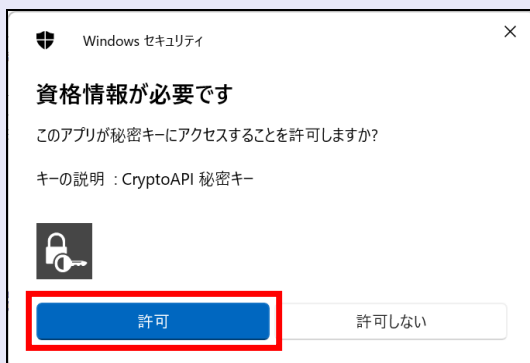 Windows セキュリティ
資格情報が必要です
このアプリが秘密キーにアクセスすることを許可しますか?
キーの説明 : CryptoAPI 秘密キー
許可
許可しない